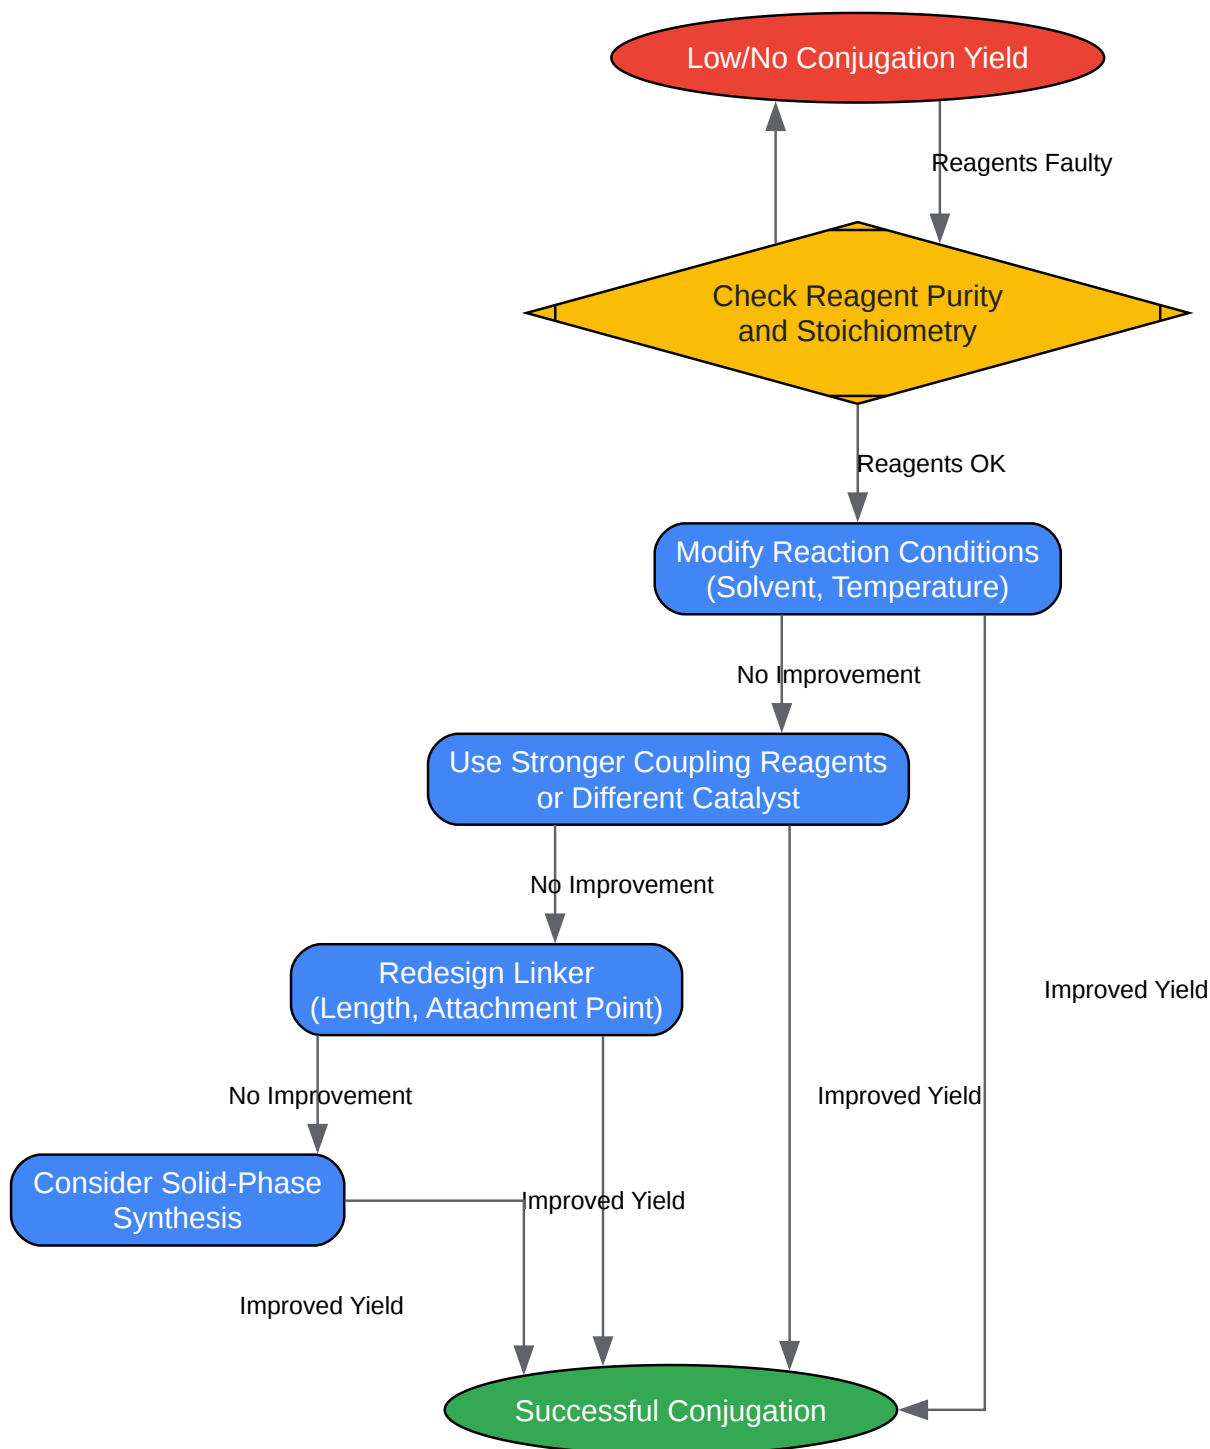 Low/No Conjugation Yield
Reagents Faulty
Check Reagent Purity
and Stoichiometry
Reagents OK
Modify Reaction Conditions
(Solvent, Temperature)
No Improvement
Use Stronger Coupling Reagents
or Different Catalyst
No Improvement
Redesign Linker
(Length, Attachment Point)
Improved Yield
No Improvement
Improved Yield
Consider Solid-Phase
Synthesis
Improved Yield
Improved Yield
Successful Conjugation